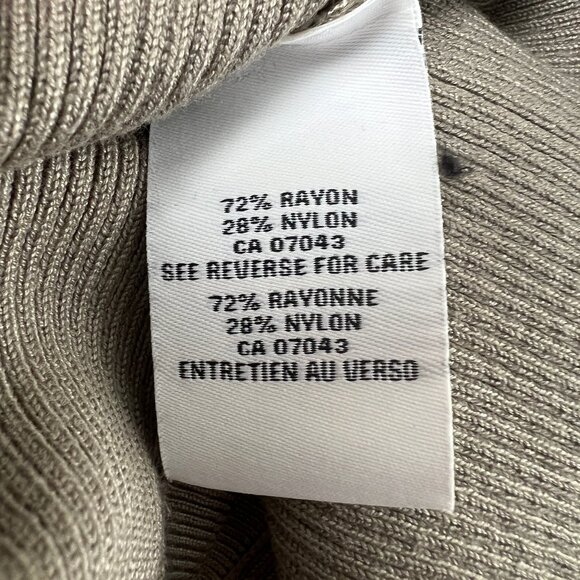 72% RAYON
28% NYLON
CA 07043
SEE REVERSE FOR CARE
72% RAYONNE
28% NYLON
CA 07043
ENTRETIEN AU VERSO